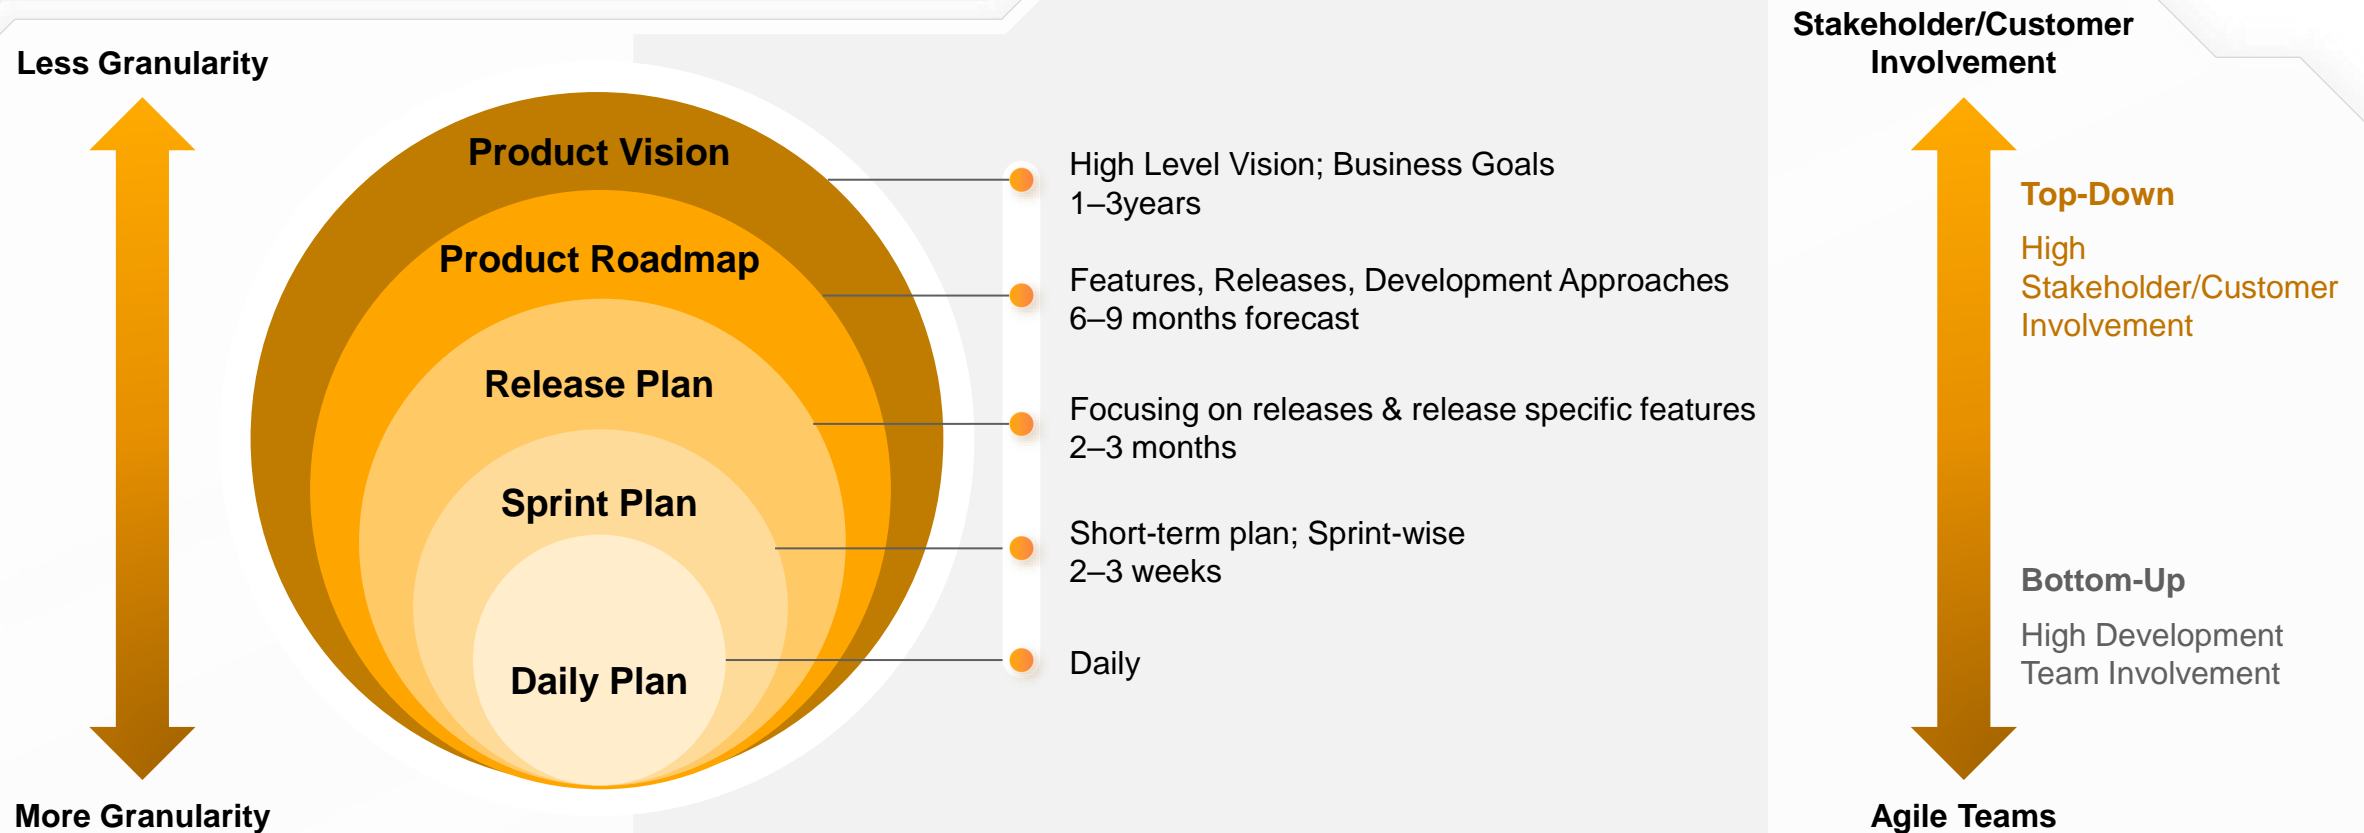 Less Granularity
More Granularity
Product Vision
Product Roadmap
Release Plan
Sprint Plan
Daily Plan
High Level Vision; Business Goals
1–3years
Features, Releases, Development Approaches
6–9 months forecast
Focusing on releases & release specific features
2–3 months
Short-term plan; Sprint-wise
2–3 weeks
Daily
Stakeholder/Customer
Involvement
Top-Down
High
Stakeholder/Customer
Involvement
Bottom-Up
High Development
Team Involvement
Agile Teams